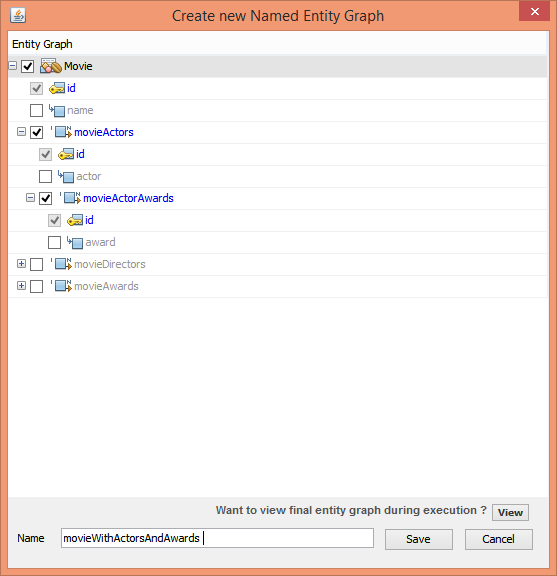 Create new Named Entity Graph
Entity Graph
Movie
id
name
movieActors
id
actor
movieActorAwards
id
award
movieDirectors
movieAwards
Want to view final entity graph during execution ? View
Name movieWithActorsAndAwards Save Cancel